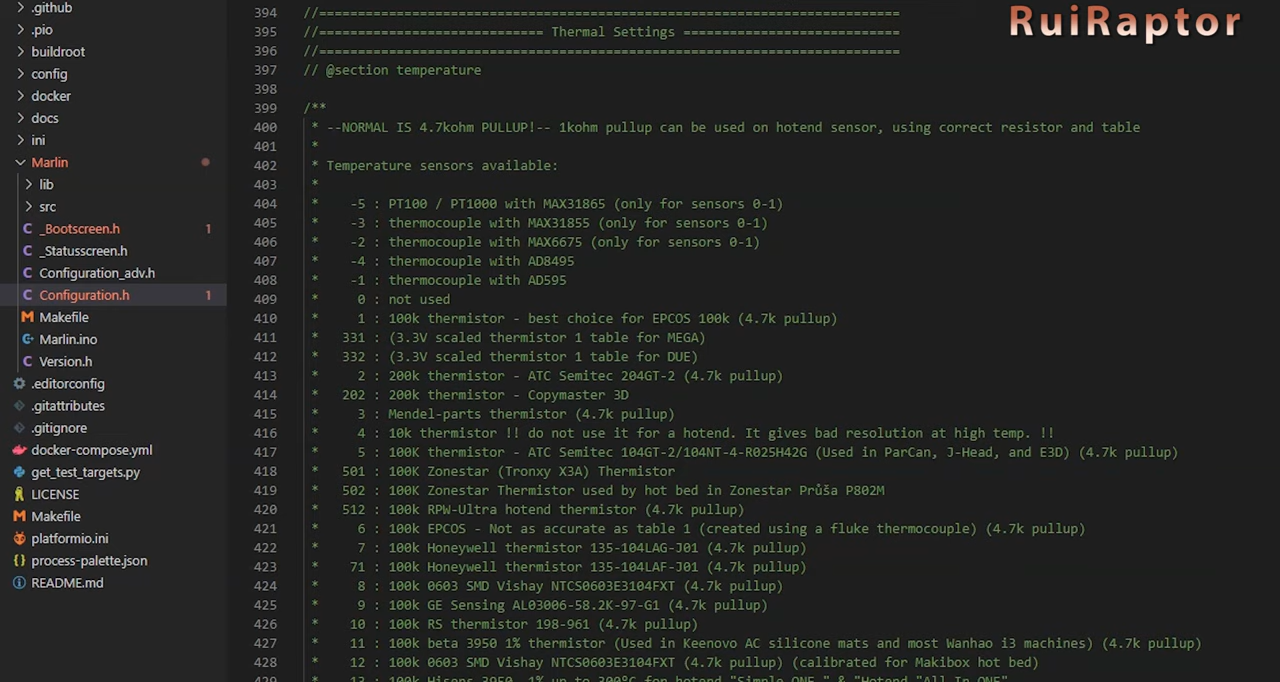 .github
.pio
buildroot
config
docker
docs
ini
Marlin
lib
src
C _Bootscreen.h 1
C _Statusscreen.h
C Configuration_adv.h
C Configuration.h 1
M Makefile
C+ Marlin.ino
C Version.h
.editorconfig
.gitattributes
.gitignore
docker-compose.yml
get_test_targets.py
LICENSE
M Makefile
platformio.ini
{} process-palette.json
README.md
RuiRaptor
394 //===========================================================================
395 //============================= Thermal Settings ============================
396 //===========================================================================
397 // @section temperature
398
399 /**
400 * --NORMAL IS 4.7kohm PULLUP!-- 1kohm pullup can be used on hotend sensor, using correct resistor and table
401 *
402 * Temperature sensors available:
403 *
404 * -5 : PT100 / PT1000 with MAX31865 (only for sensors 0-1)
405 * -3 : thermocouple with MAX31855 (only for sensors 0-1)
406 * -2 : thermocouple with MAX6675 (only for sensors 0-1)
407 * -4 : thermocouple with AD8495
408 * -1 : thermocouple with AD595
409 * 0 : not used
410 * 1 : 100k thermistor - best choice for EPCOS 100k (4.7k pullup)
411 * 331 : (3.3V scaled thermistor 1 table for MEGA)
412 * 332 : (3.3V scaled thermistor 1 table for DUE)
413 * 2 : 200k thermistor - ATC Semitec 204GT-2 (4.7k pullup)
414 * 202 : 200k thermistor - Copymaster 3D
415 * 3 : Mendel-parts thermistor (4.7k pullup)
416 * 4 : 10k thermistor !! do not use it for a hotend. It gives bad resolution at high temp. !!
417 * 5 : 100K thermistor - ATC Semitec 104GT-2/104NT-4-R025H42G (Used in ParCan, J-Head, and E3D) (4.7k pullup)
418 * 501 : 100K Zonestar (Tronxy X3A) Thermistor
419 * 502 : 100K Zonestar Thermistor used by hot bed in Zonestar Průša P802M
420 * 512 : 100k RPW-Ultra hotend thermistor (4.7k pullup)
421 * 6 : 100k EPCOS - Not as accurate as table 1 (created using a fluke thermocouple) (4.7k pullup)
422 * 7 : 100k Honeywell thermistor 135-104LAG-J01 (4.7k pullup)
423 * 71 : 100k Honeywell thermistor 135-104LAF-J01 (4.7k pullup)
424 * 8 : 100k 0603 SMD Vishay NTCS0603E3104FXT (4.7k pullup)
425 * 9 : 100k GE Sensing AL03006-58.2K-97-G1 (4.7k pullup)
426 * 10 : 100k RS thermistor 198-961 (4.7k pullup)
427 * 11 : 100k beta 3950 1% thermistor (Used in Keenovo AC silicone mats and most Wanhao i3 machines) (4.7k pullup)
428 * 12 : 100k 0603 SMD Vishay NTCS0603E3104FXT (4.7k pullup) (calibrated for Makibox hot bed)
429 * 13 : 100k Hisens 3950 1% up to 300°C for hotend "Simple ONE " & "Hotend "All In ONE"